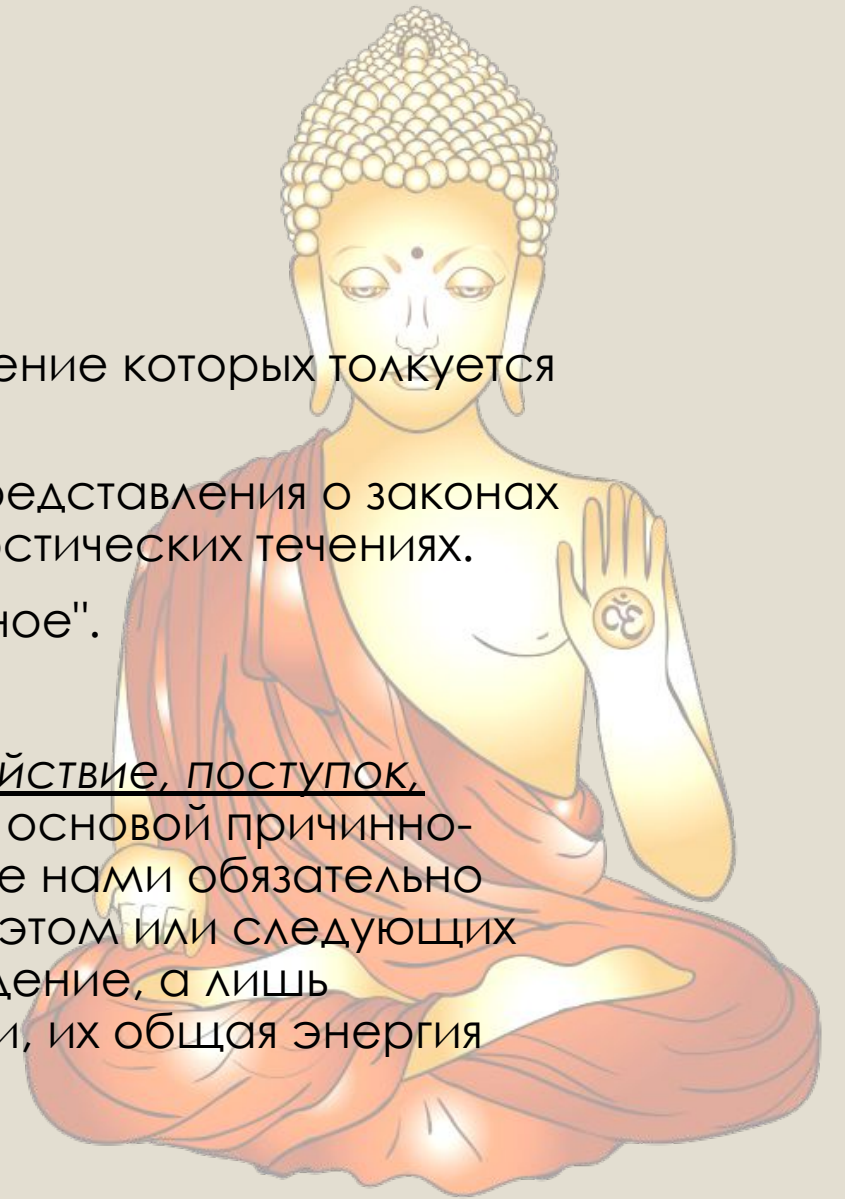 ение которых толкуется
редставления о законах
остических течениях.
ное".
йствие, поступок,
основой причинно-
е нами обязательно
этом или следующих
дение, а лишь
и, их общая энергия
ॐ